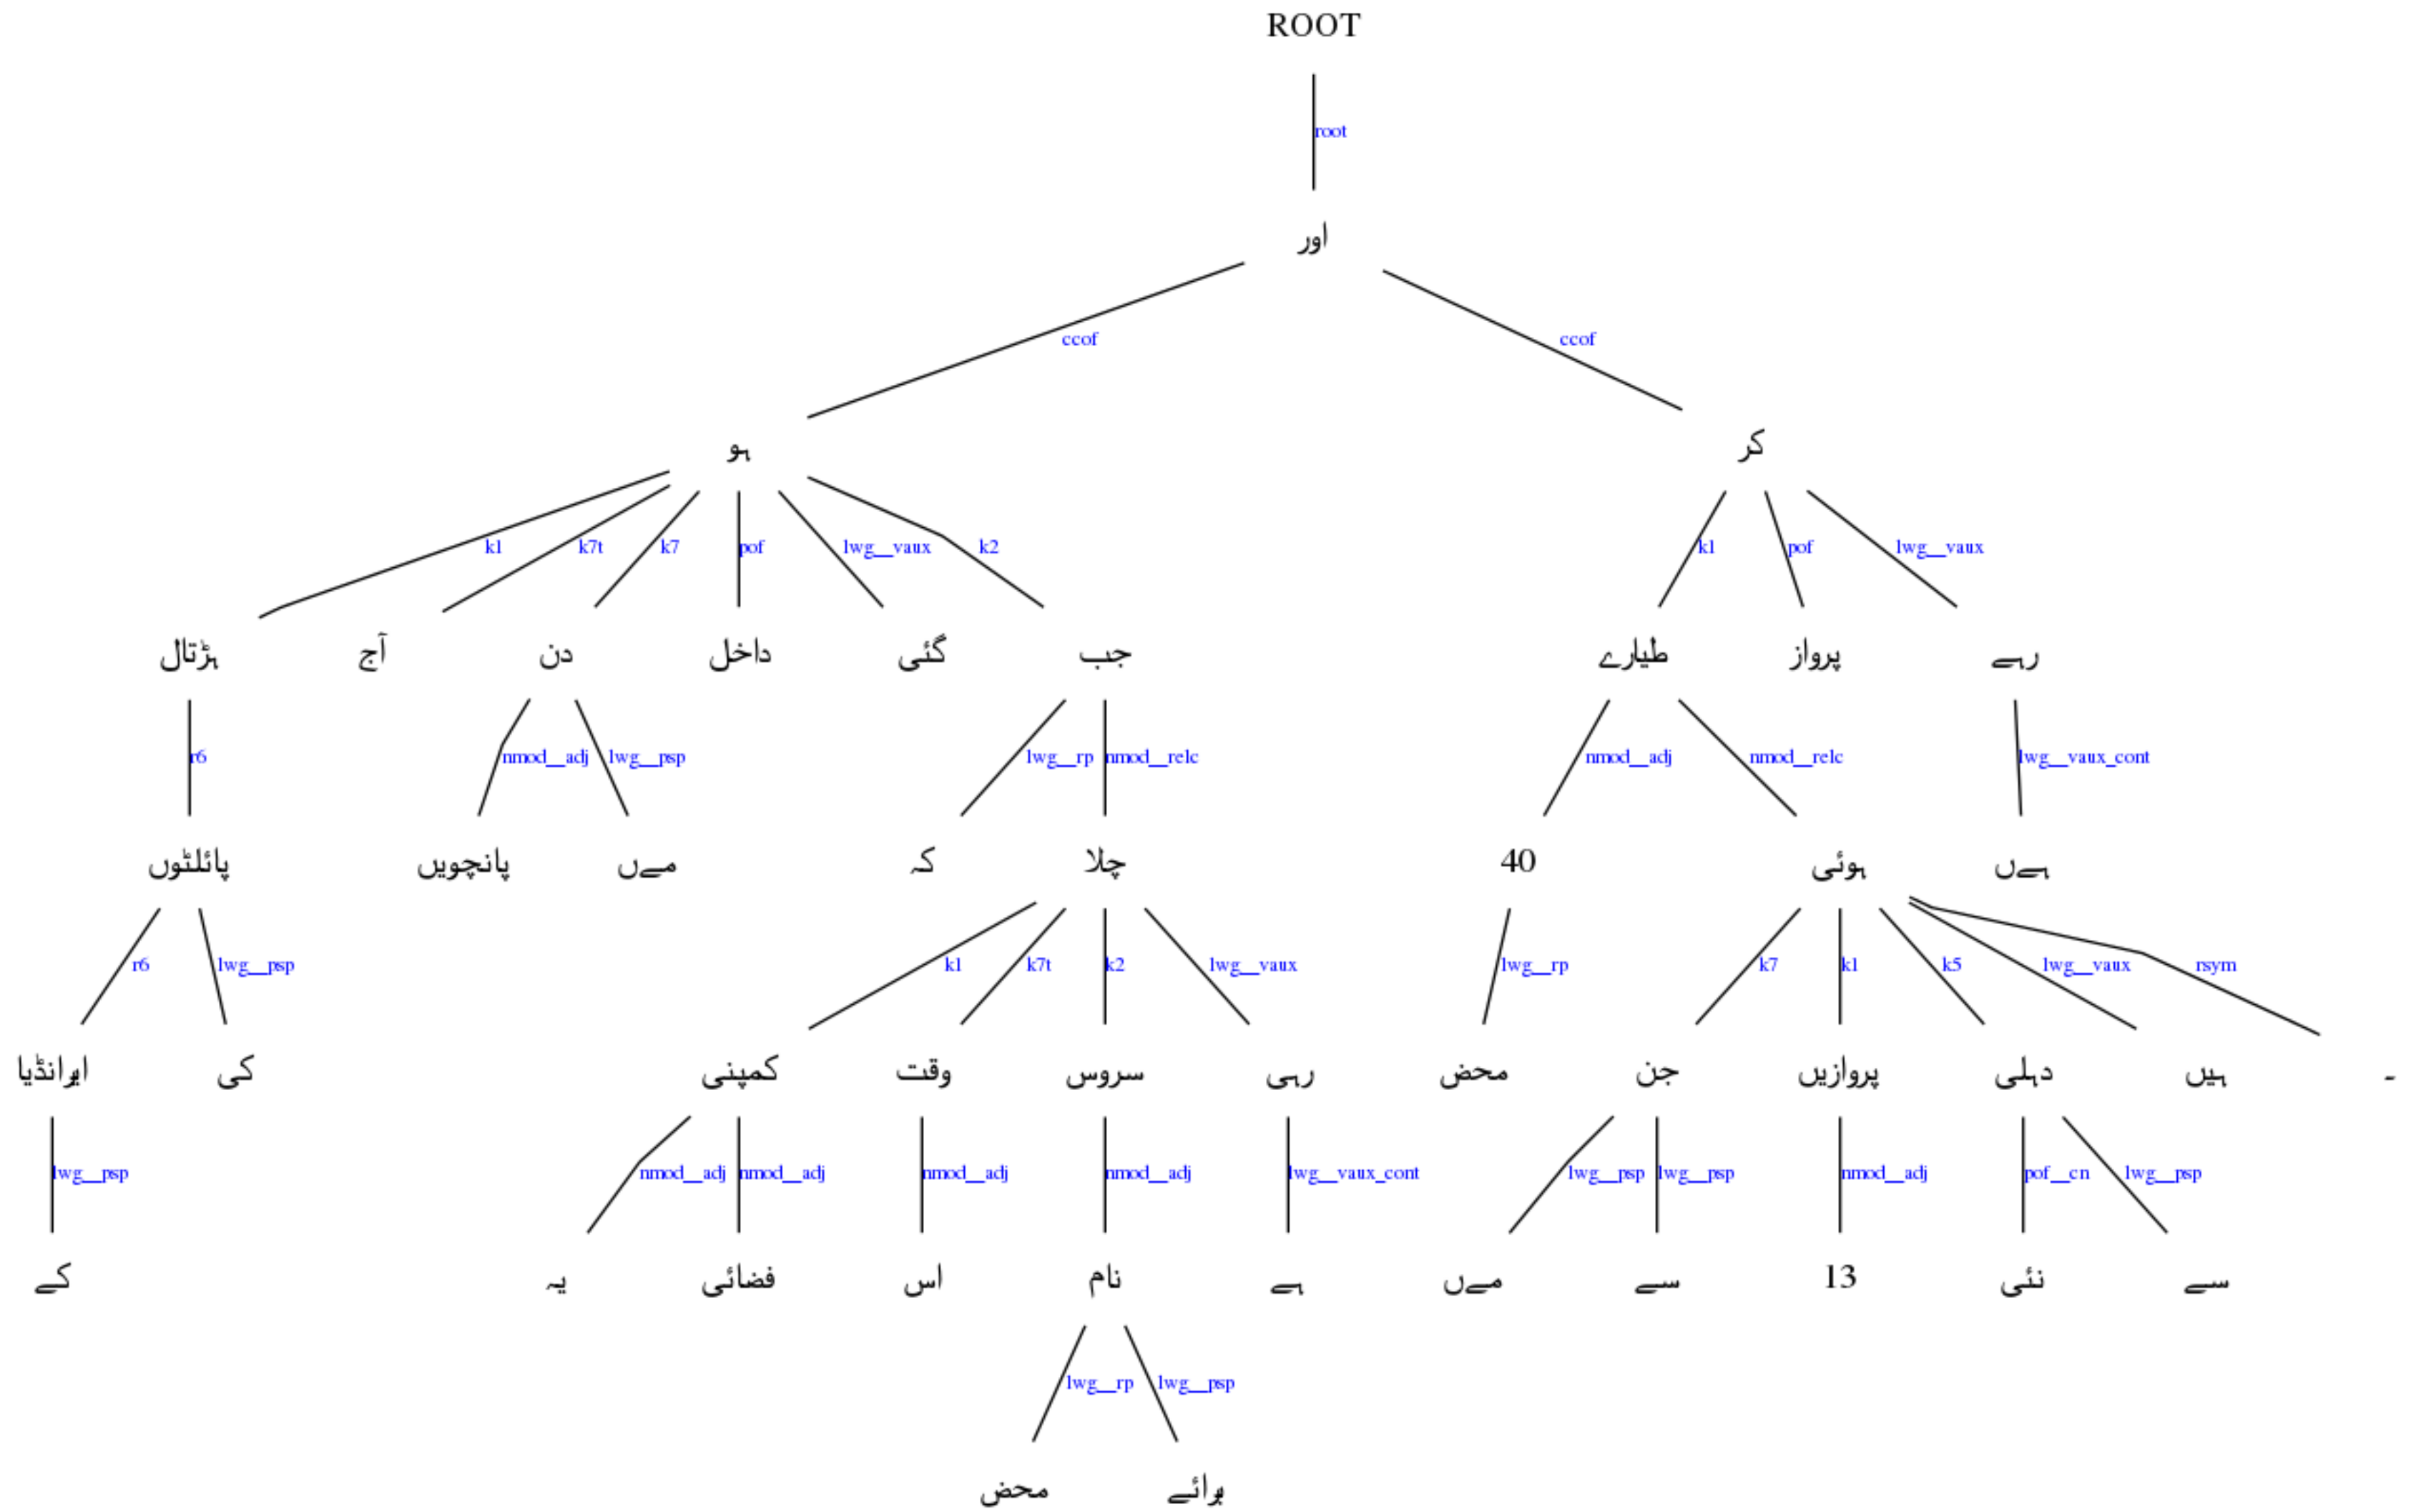 ROOT
root
اور
ccof ccof
ہو کر
k1 k7t k7 pof lwg__vaux k2 k1 pof lwg__vaux
ہڑتال آج دن داخل گئی جب طیارے پرواز رہے
r6 nmod__adj lwg__psp lwg__rp nmod__relc nmod__adj nmod__relc lwg__vaux_cont
پائلٹوں پانچویں مےں کہ چلا 40 ہوئی ہےں
r6 lwg__psp k1 k7t k2 lwg__vaux lwg__rp k7 k1 k5 lwg__vaux rsym
ایرانڈیا کی کمپنی وقت سروس رہی محض جن پروازیں دہلی ہیں ۔
lwg__psp nmod__adj nmod__adj nmod__adj nmod__adj lwg__vaux_cont lwg__psp lwg__psp nmod__adj pof__cn lwg__psp
کے یہ فضائی اس نام ہے مےں سے 13 نئی سے
lwg__rp lwg__psp
محض برائے